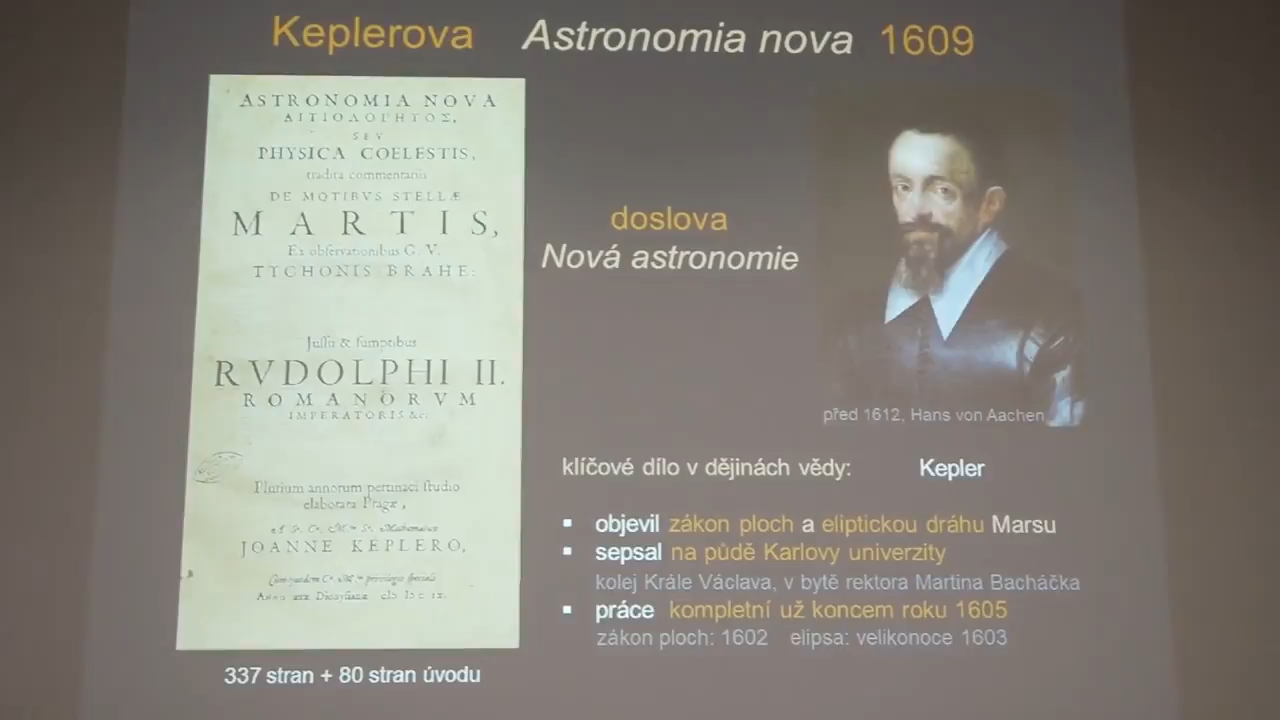 Keplerova Astronomia nova 1609
ASTRONOMIA NOVA
ΑΙΤΙΟΛΟΓΗΤΟΣ,
SEV
PHYSICA COELESTIS,
tradita commentariis
DE MOTIBVS STELLÆ
MARTIS,
Ex observationibus G. V.
TYCHONIS BRAHE:
Jussu & sumptibus
RVDOLPHI II.
ROMANORVM
IMPERATORIS &c:
Plurium annorum pertinaci studio
elaborata Pragæ,
JOANNE KEPLERO,
337 stran + 80 stran úvodu
doslova
Nová astronomie
před 1612, Hans von Aachen
klíčové dílo v dějinách vědy: Kepler
▪ objevil zákon ploch a eliptickou dráhu Marsu
▪ sepsal na půdě Karlovy univerzity
kolej Krále Václava, v bytě rektora Martina Bacháčka
▪ práce kompletní už koncem roku 1605
zákon ploch: 1602 elipsa: velikonoce 1603